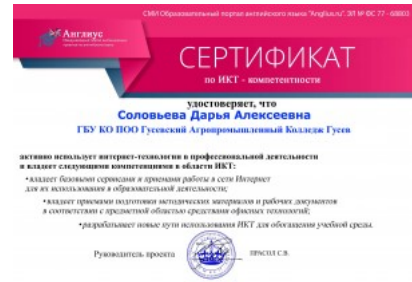 СМИ Образовательный портал английского языка "Anglius.ru". ЭЛ № ФС 77 - 68803
Англиус
СЕРТИФИКАТ
по ИКТ - компетентности
удостоверяет, что
Соловьева Дарья Алексеевна
ГБУ КО ПОО Гусевский Агропромышленный Колледж Гусев
активно использует интернет-технологии в профессиональной деятельности
и владеет следующими компетенциями в области ИКТ:
•владеет базовыми сервисами и приемами работы в сети Интернет
для их использования в образовательной деятельности;
•владеет приемами подготовки методических материалов и рабочих документов
в соответствии с предметной областью средствами офисных технологий;
•разрабатывает новые пути использования ИКТ для обогащения учебной среды.
Руководитель проекта
ПРАСОЛ С.В.